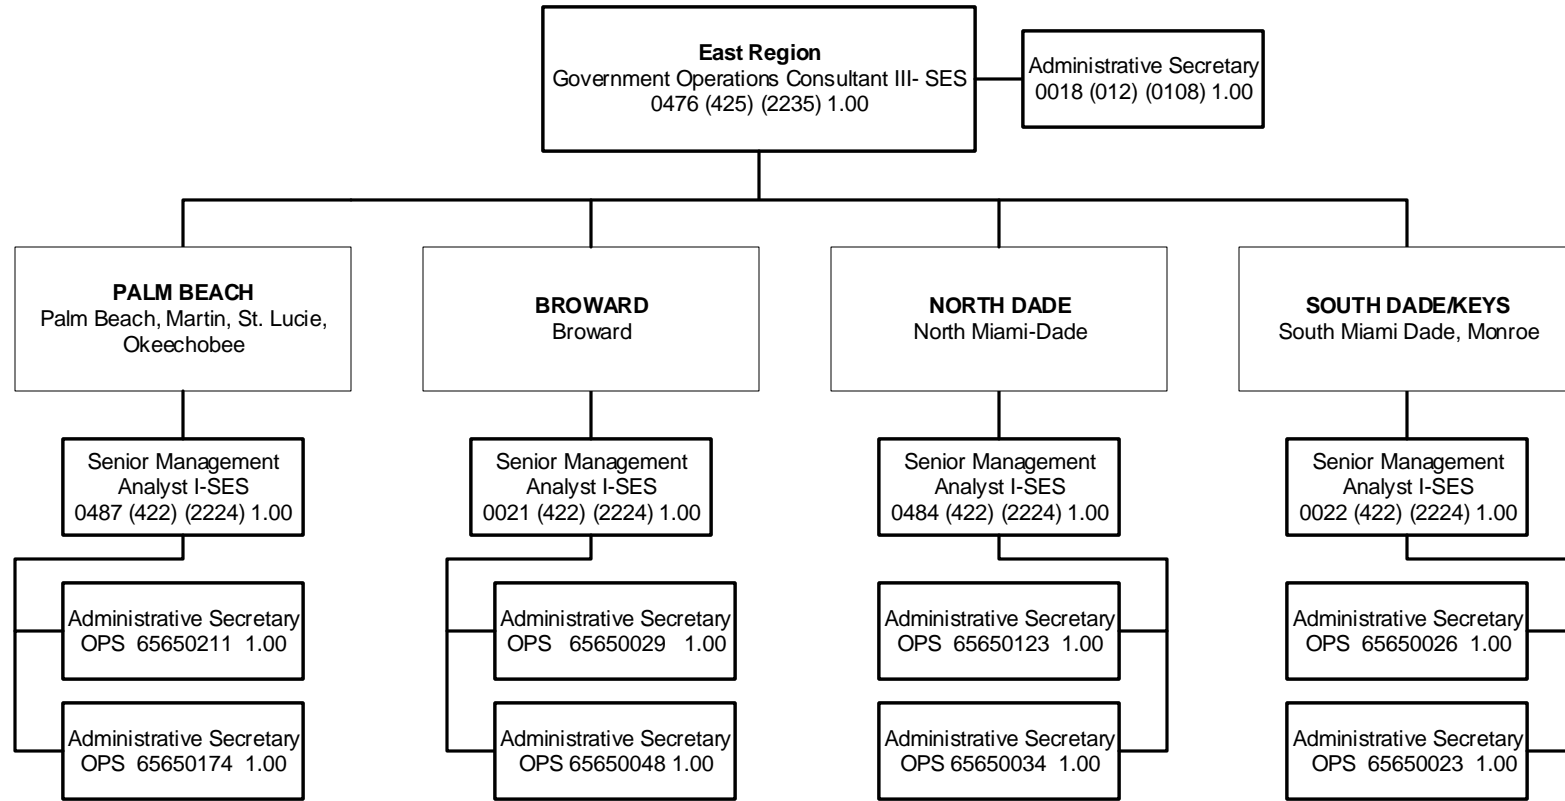 East Region
Government Operations Consultant III- SES
0476 (425) (2235) 1.00
Administrative Secretary
0018 (012) (0108) 1.00
PALM BEACH
Palm Beach, Martin, St. Lucie,
Okeechobee
BROWARD
Broward
NORTH DADE
North Miami-Dade
SOUTH DADE/KEYS
South Miami Dade, Monroe
Senior Management
Analyst I-SES
0487 (422) (2224) 1.00
Senior Management
Analyst I-SES
0021 (422) (2224) 1.00
Senior Management
Analyst I-SES
0484 (422) (2224) 1.00
Senior Management
Analyst I-SES
0022 (422) (2224) 1.00
Administrative Secretary
OPS 65650211 1.00
Administrative Secretary
OPS 65650029 1.00
Administrative Secretary
OPS 65650123 1.00
Administrative Secretary
OPS 65650026 1.00
Administrative Secretary
OPS 65650174 1.00
Administrative Secretary
OPS 65650048 1.00
Administrative Secretary
OPS 65650034 1.00
Administrative Secretary
OPS 65650023 1.00